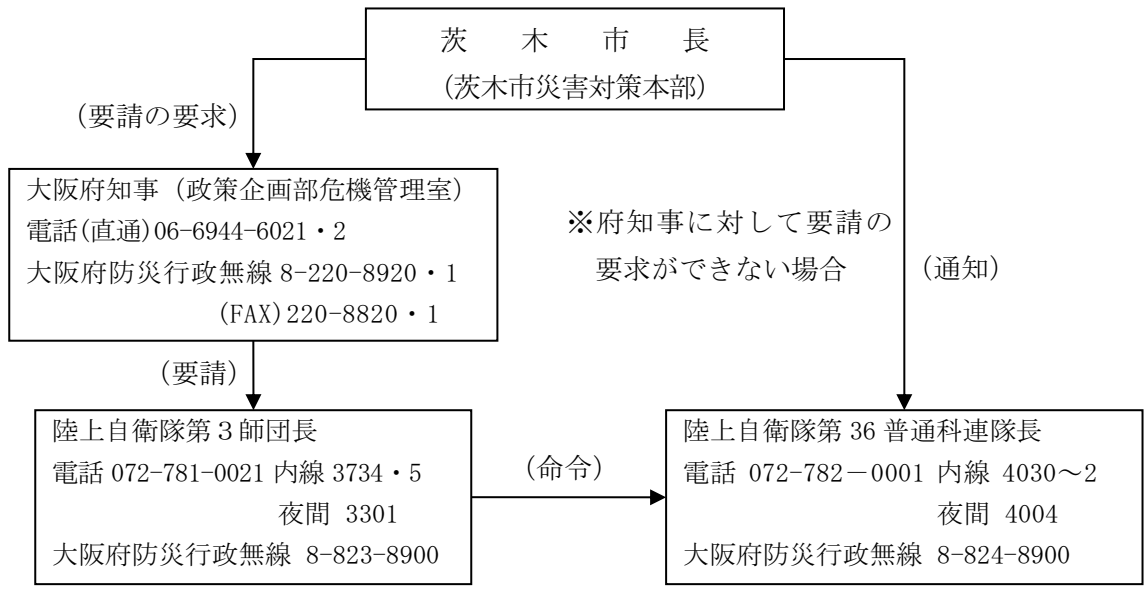 茨　木　市　長
(茨木市災害対策本部)
(要請の要求)
大阪府知事（政策企画部危機管理室）
電話(直通)06-6944-6021・2
大阪府防災行政無線 8-220-8920・1
(FAX)220-8820・1
※府知事に対して要請の
要求ができない場合
(通知)
(要請)
陸上自衛隊第３師団長
電話 072-781-0021 内線 3734・5
夜間 3301
大阪府防災行政無線 8-823-8900
(命令)
陸上自衛隊第 36 普通科連隊長
電話 072-782－0001 内線 4030～2
夜間 4004
大阪府防災行政無線 8-824-8900